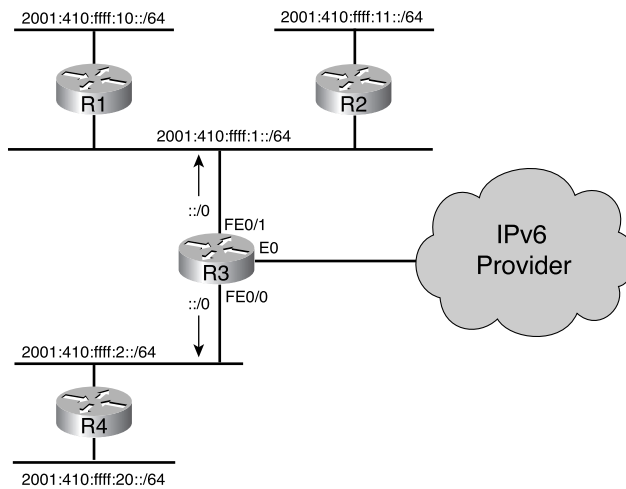 2001:410:ffff:10::/64
2001:410:ffff:11::/64
R1
R2
2001:410:ffff:1::/64
::/0
FE0/1
E0
R3
IPv6
Provider
::/0
FE0/0
2001:410:ffff:2::/64
R4
2001:410:ffff:20::/64